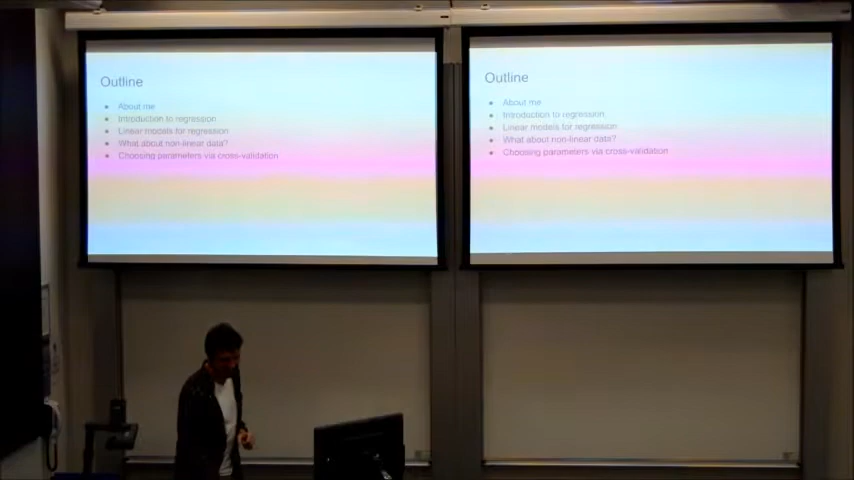 Outline
• About me
• Introduction to regression
• Linear models for regression
• What about non-linear data?
• Choosing parameters via cross-validation
Outline
• About me
• Introduction to regression
• Linear models for regression
• What about non-linear data?
• Choosing parameters via cross-validation